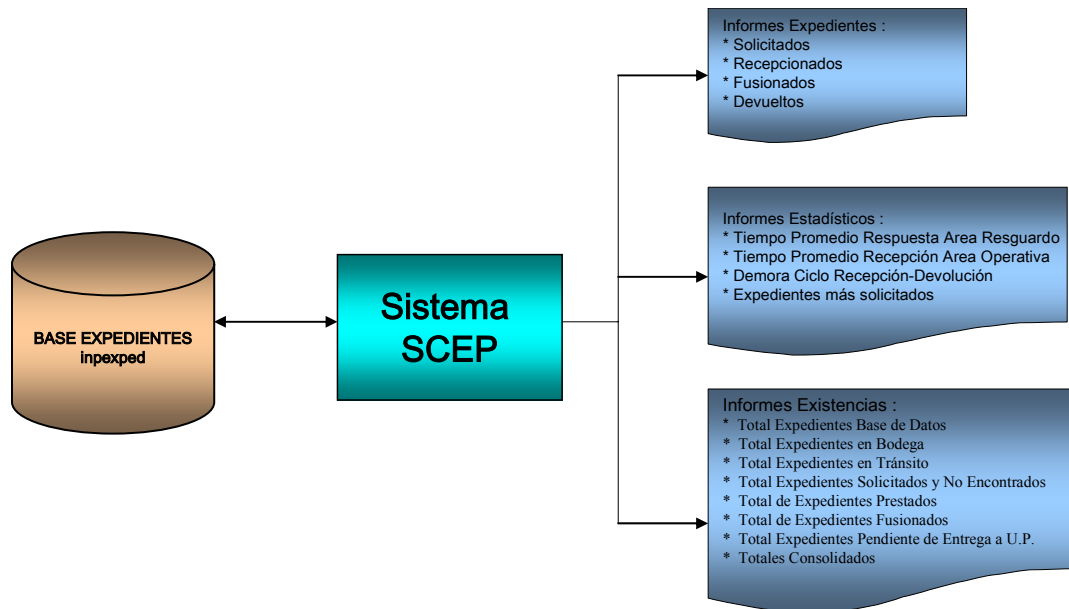 Informes Expedientes :
* Solicitados
* Recepcionados
* Fusionados
* Devueltos
Informes Estadísticos :
* Tiempo Promedio Respuesta Area Resguardo
* Tiempo Promedio Recepción Area Operativa
* Demora Ciclo Recepción-Devolución
* Expedientes más solicitados
BASE EXPEDIENTES
inpexped
Sistema
SCEP
Informes Existencias :
* Total Expedientes Base de Datos
* Total Expedientes en Bodega
* Total Expedientes en Tránsito
* Total Expedientes Solicitados y No Encontrados
* Total de Expedientes Prestados
* Total de Expedientes Fusionados
* Total Expedientes Pendiente de Entrega a U.P.
* Totales Consolidados